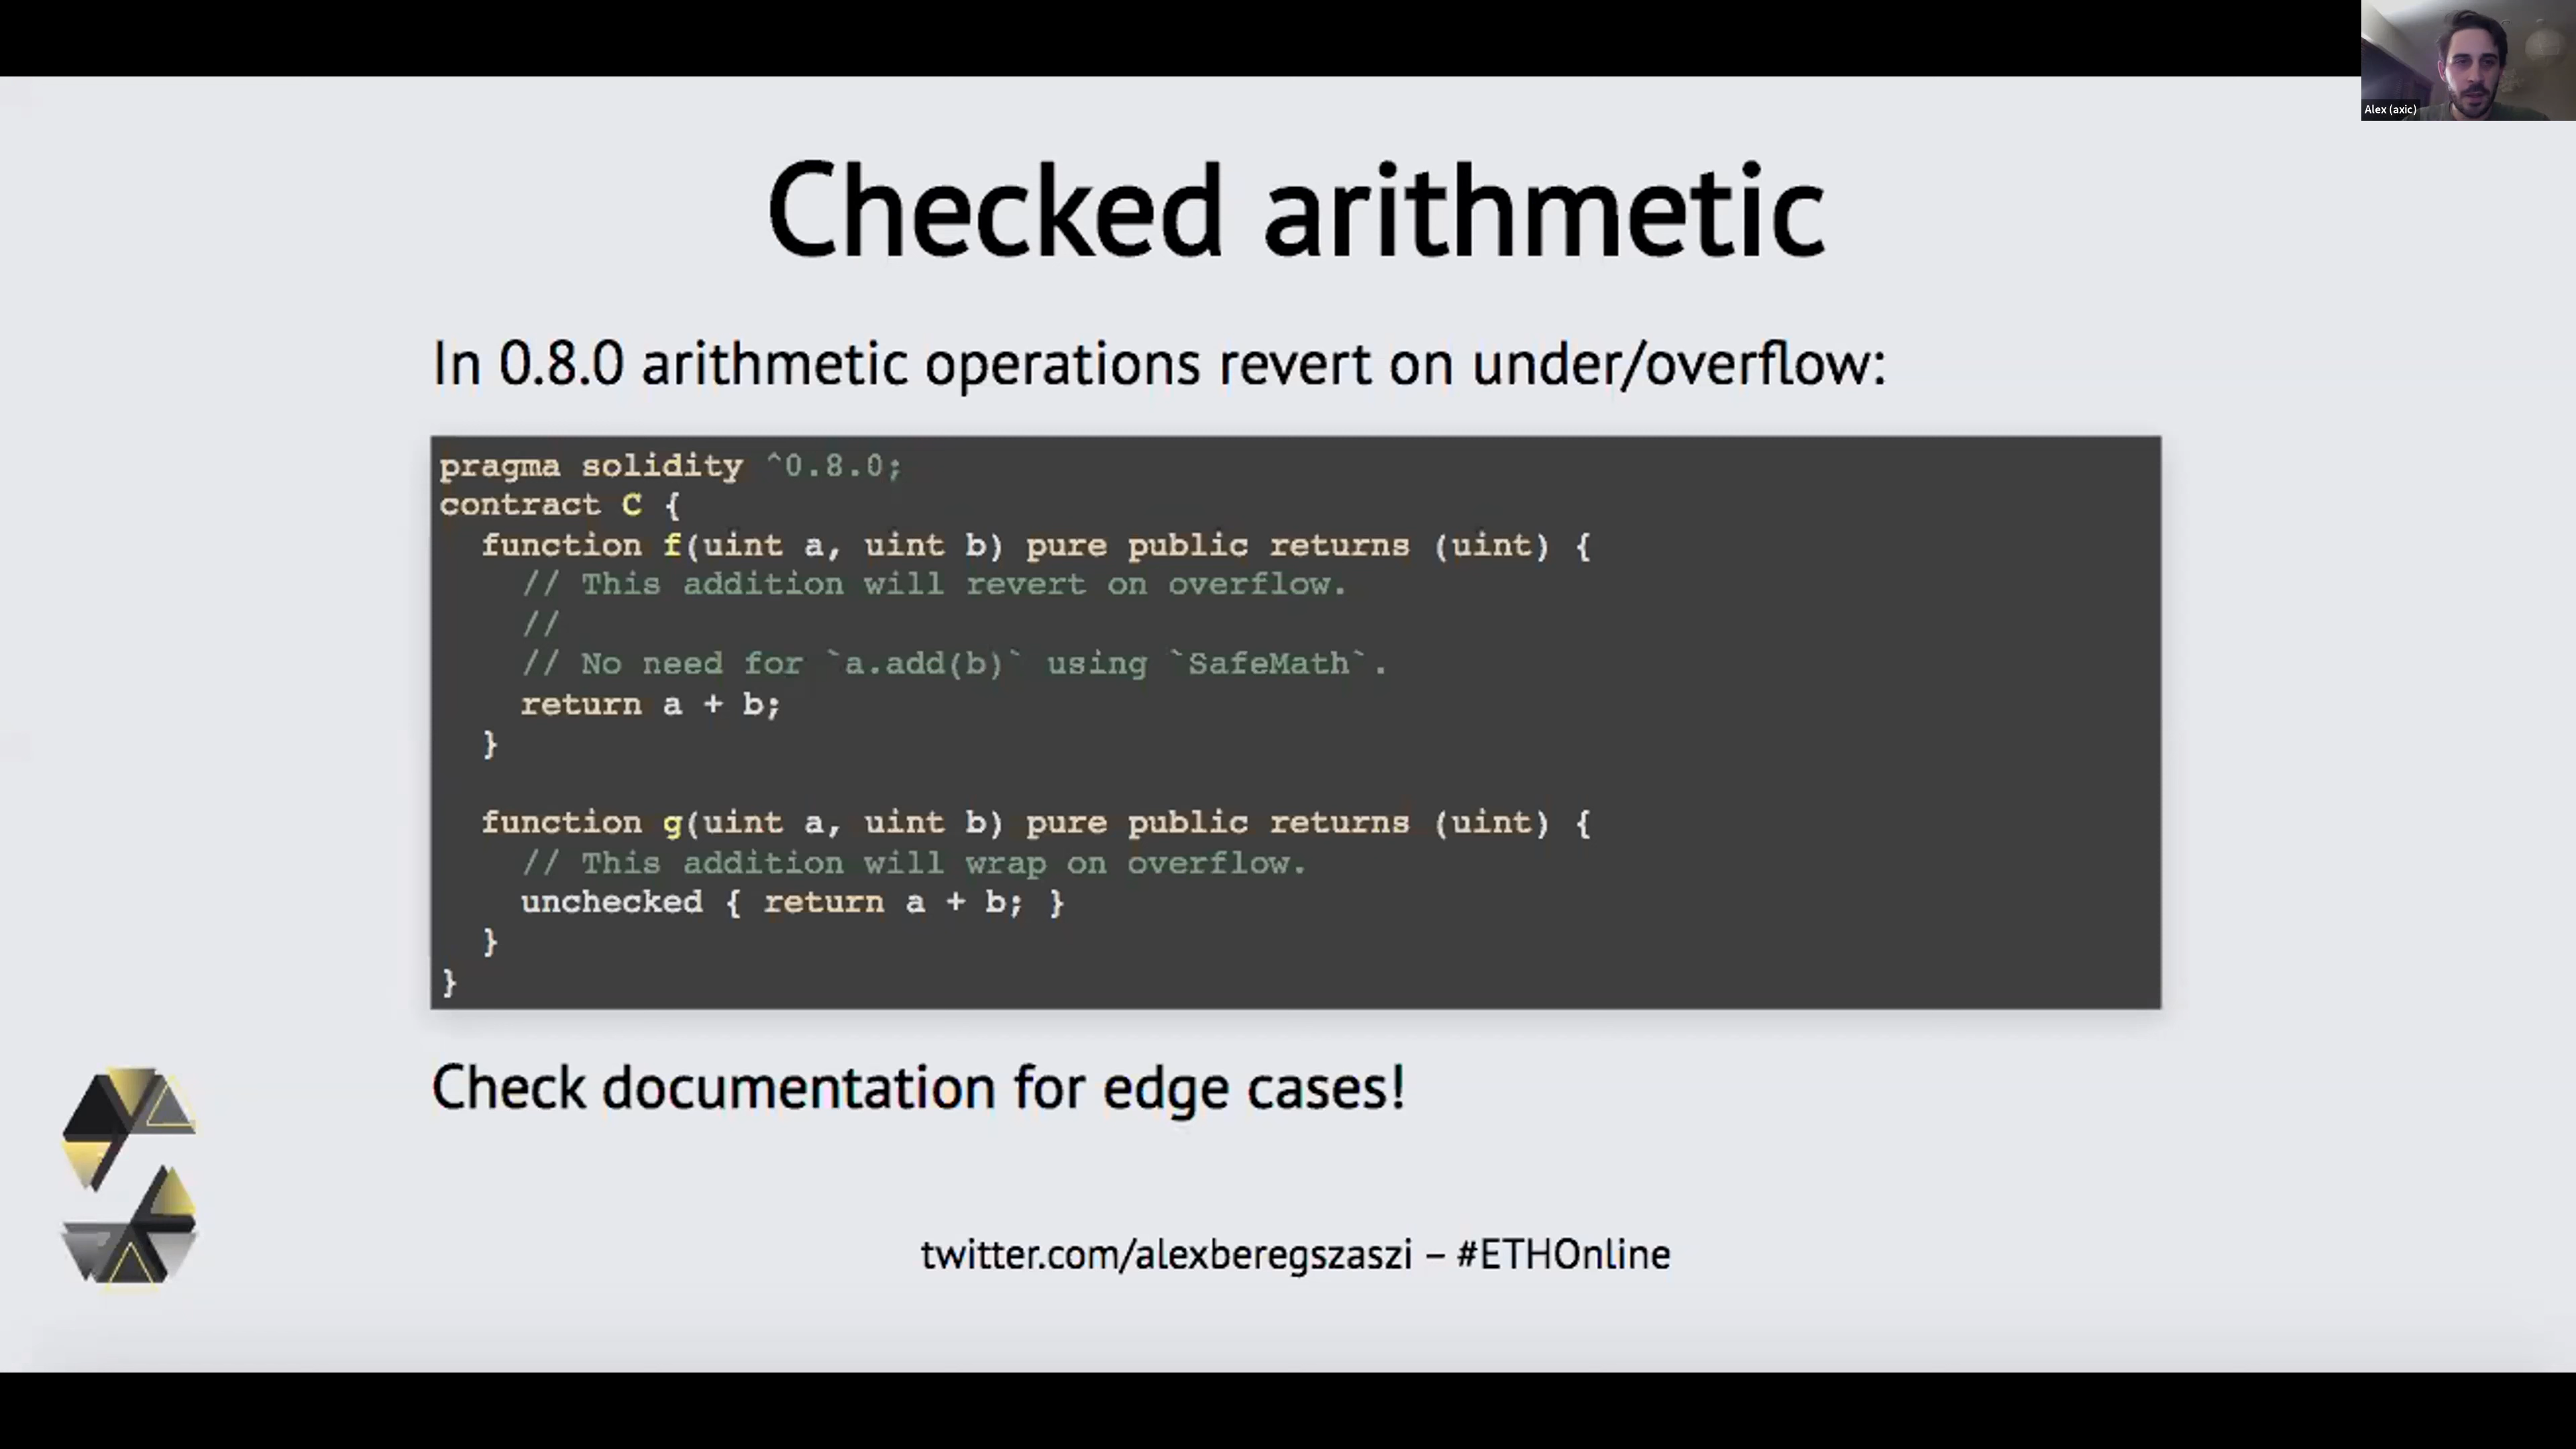 Alex (axic)
Checked arithmetic
In 0.8.0 arithmetic operations revert on under/overflow:
pragma solidity ^0.8.0;
contract C {
  function f(uint a, uint b) pure public returns (uint) {
    // This addition will revert on overflow.
    //
    // No need for `a.add(b)` using `SafeMath`.
    return a + b;
  }
  function g(uint a, uint b) pure public returns (uint) {
    // This addition will wrap on overflow.
    unchecked { return a + b; }
  }
}
Check documentation for edge cases!
twitter.com/alexberegszaszi – #ETHOnline